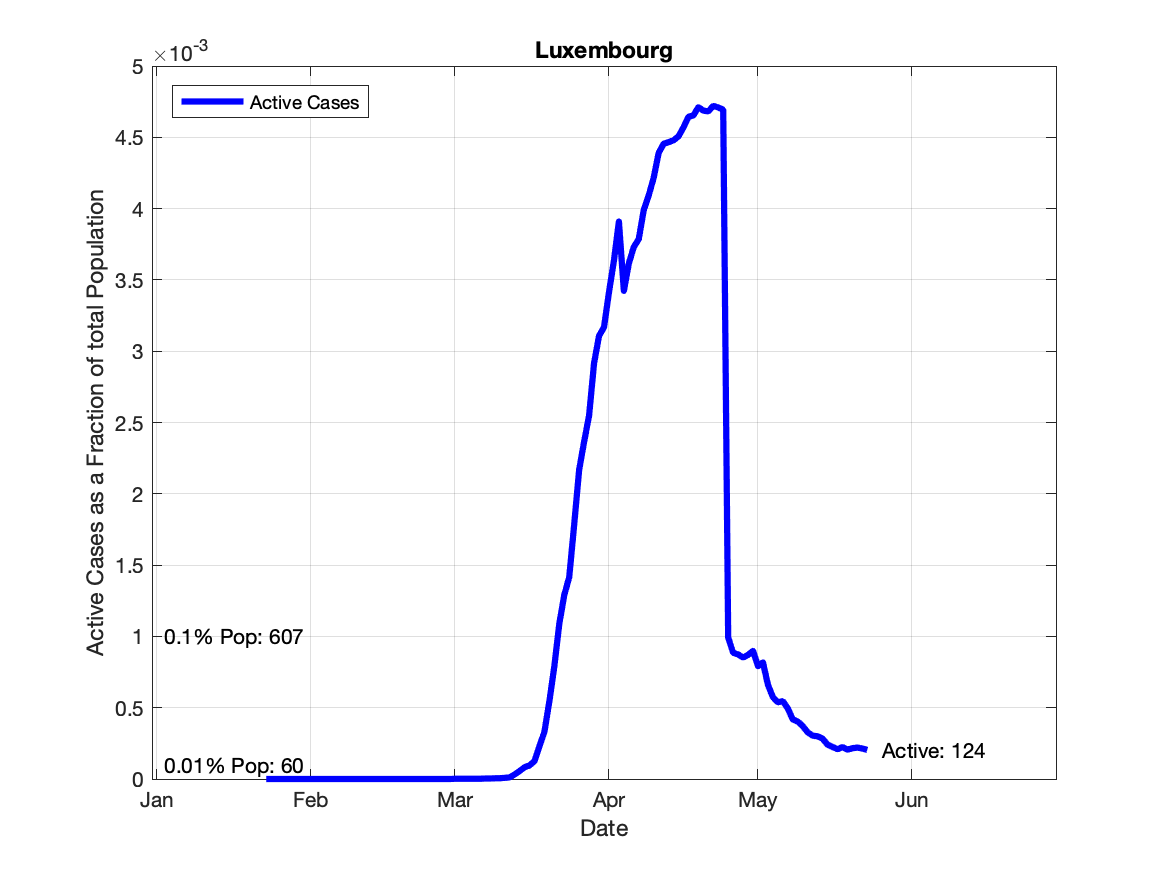 Luxembourg
×10-3
Active Cases
5
4.5
4
3.5
3
2.5
2
1.5
1
0.5
0
Active Cases as a Fraction of total Population
0.1% Pop: 607
0.01% Pop: 60
Active: 124
Jan Feb Mar Apr May Jun
Date